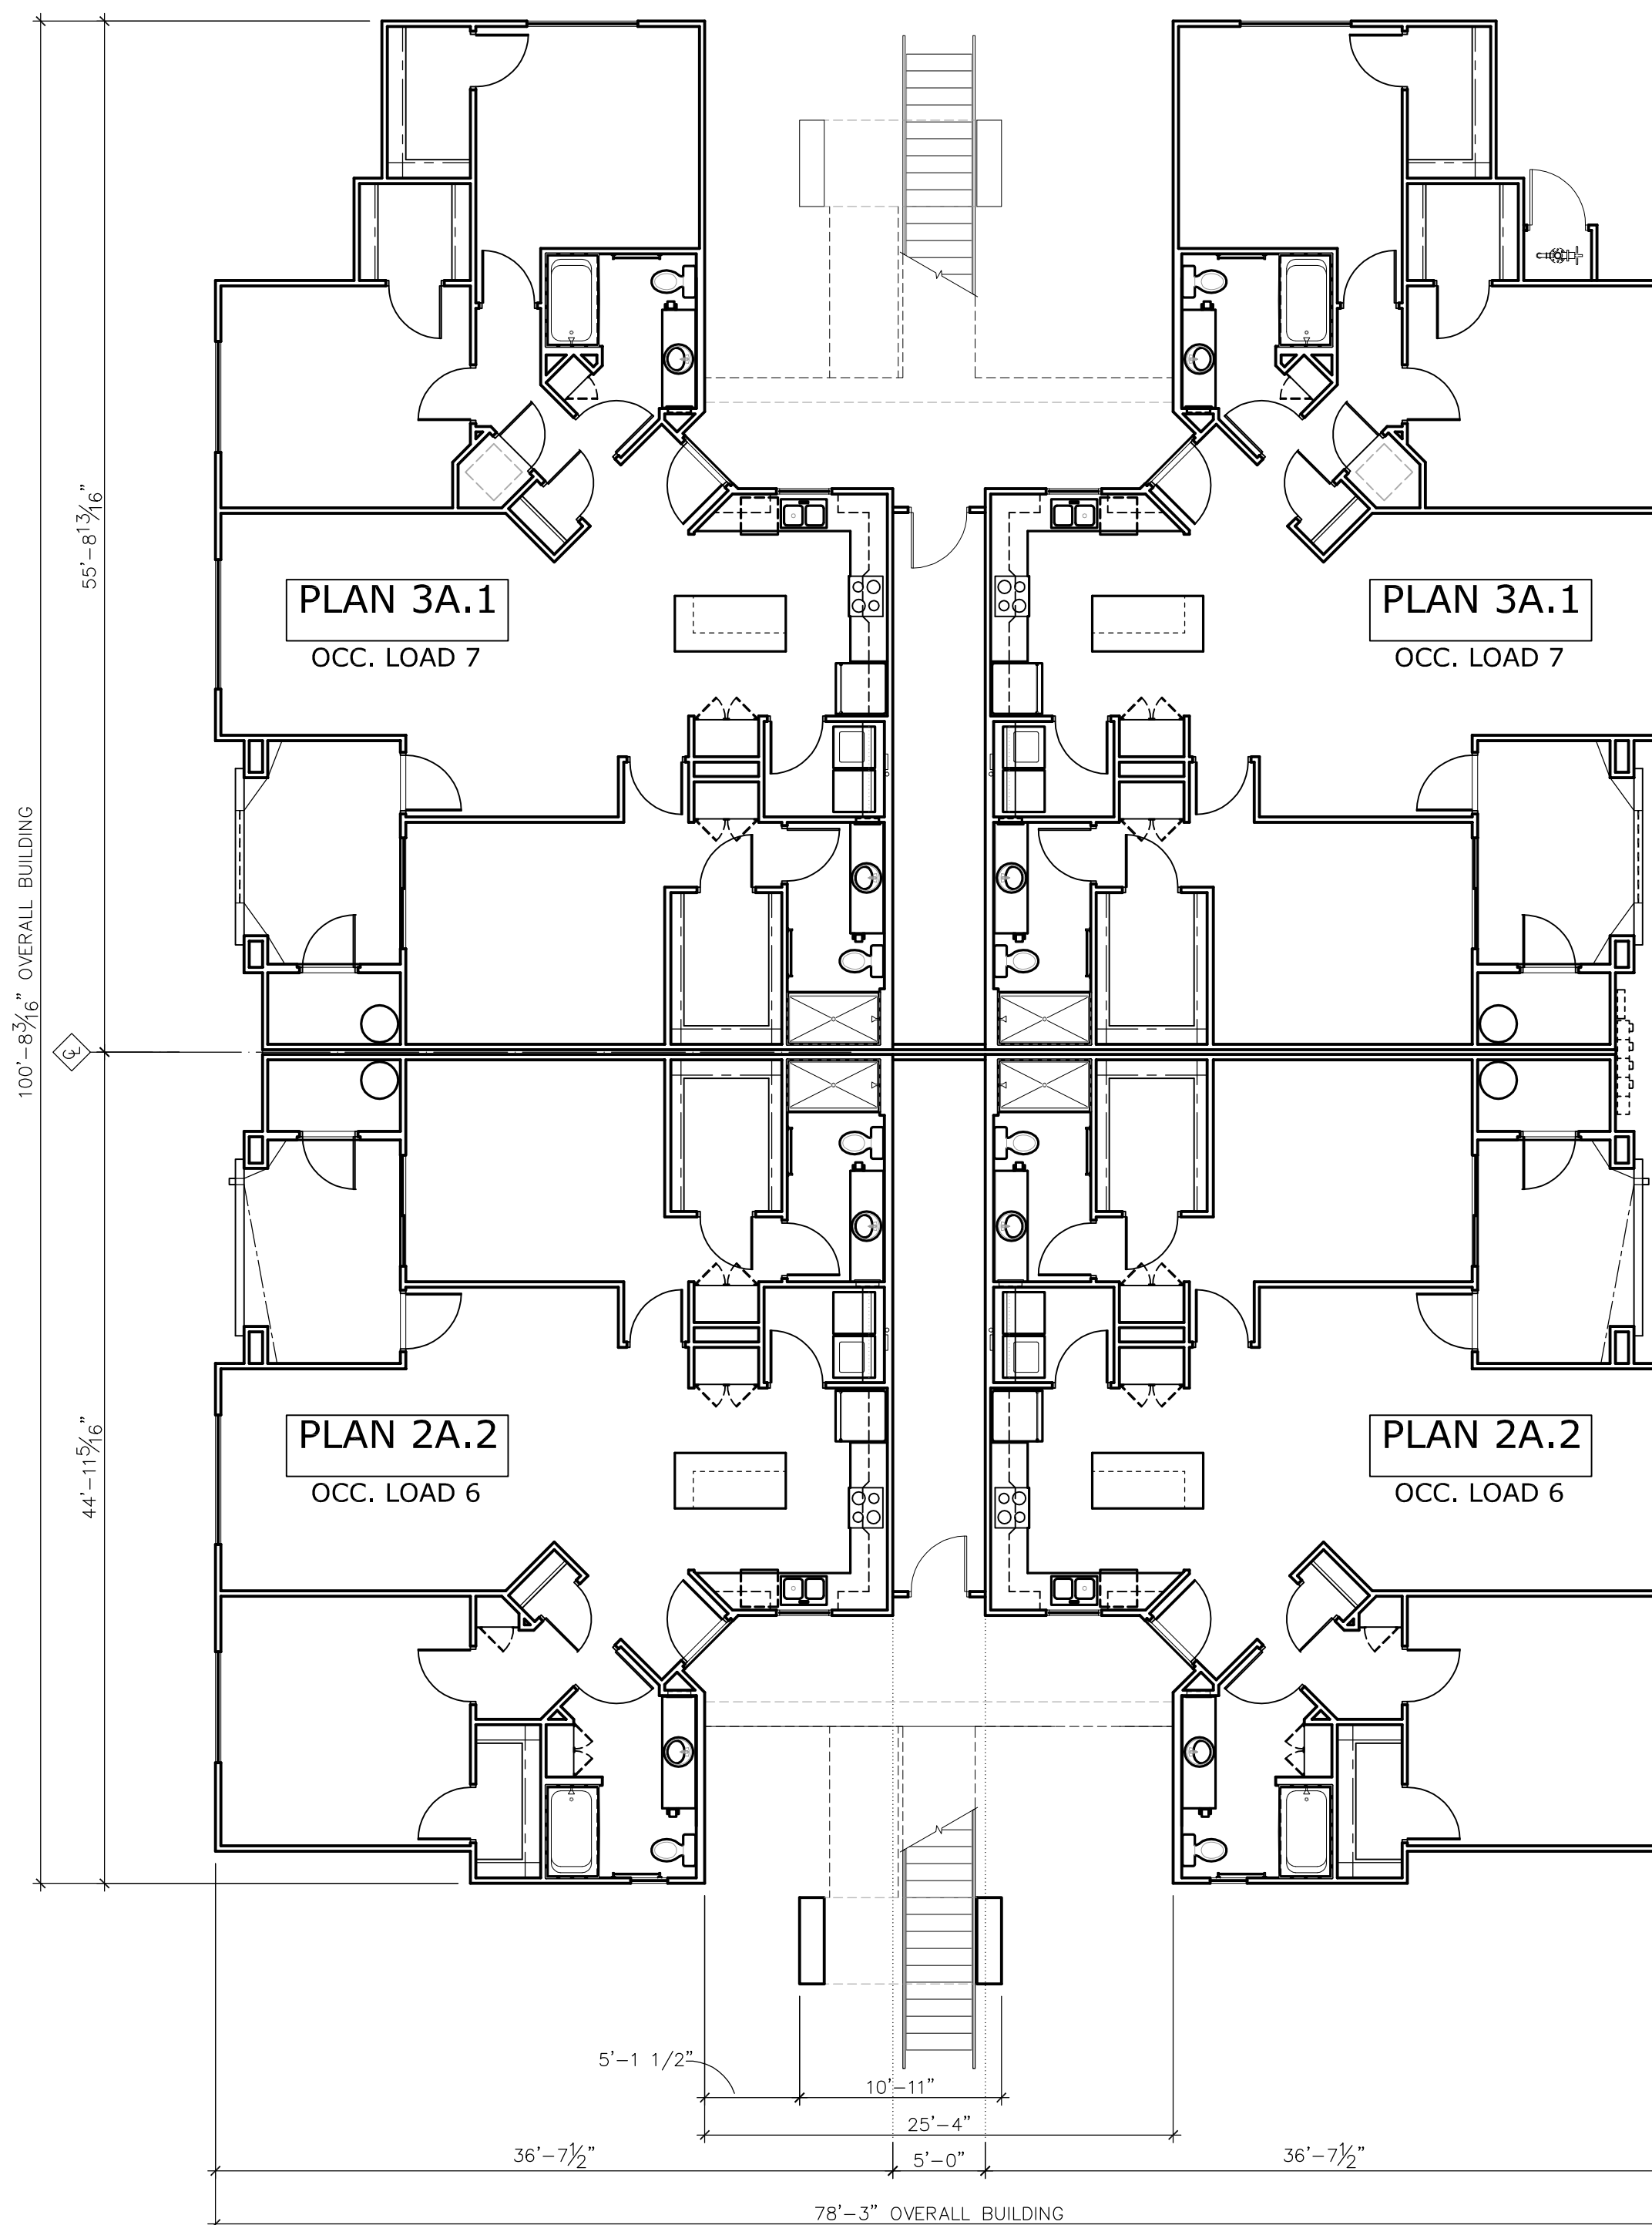 55'-8 13/16"
PLAN 3A.1
OCC. LOAD 7
PLAN 3A.1
OCC. LOAD 7
100'-8 3/16" OVERALL BUILDING
CL
44'-11 5/16"
PLAN 2A.2
OCC. LOAD 6
PLAN 2A.2
OCC. LOAD 6
5'-1 1/2"
10'-11"
25'-4"
36'-7 1/2"
5'-0"
36'-7 1/2"
78'-3" OVERALL BUILDING